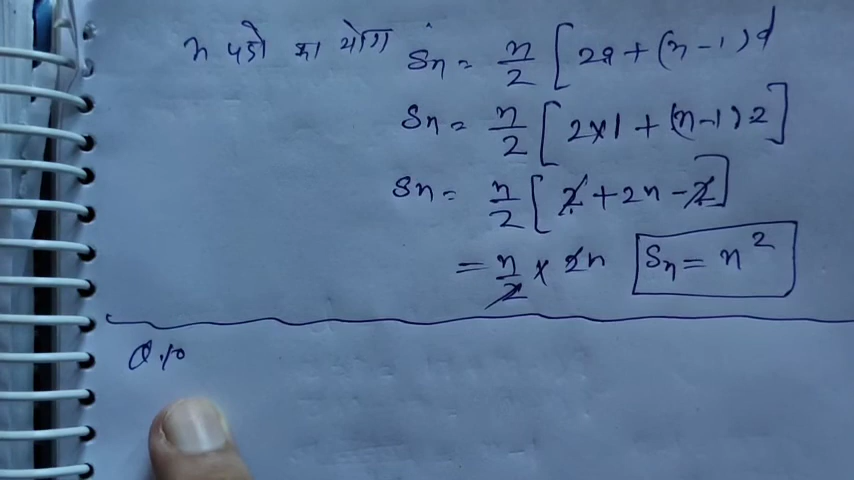 n पदो का योग Sn = n/2 [2a + (n-1)d
Sn = n/2 [2×1 + (n-1).2]
Sn = n/2 [2 + 2n - 2]
= n/2 × 2n Sn = n²
Q.10